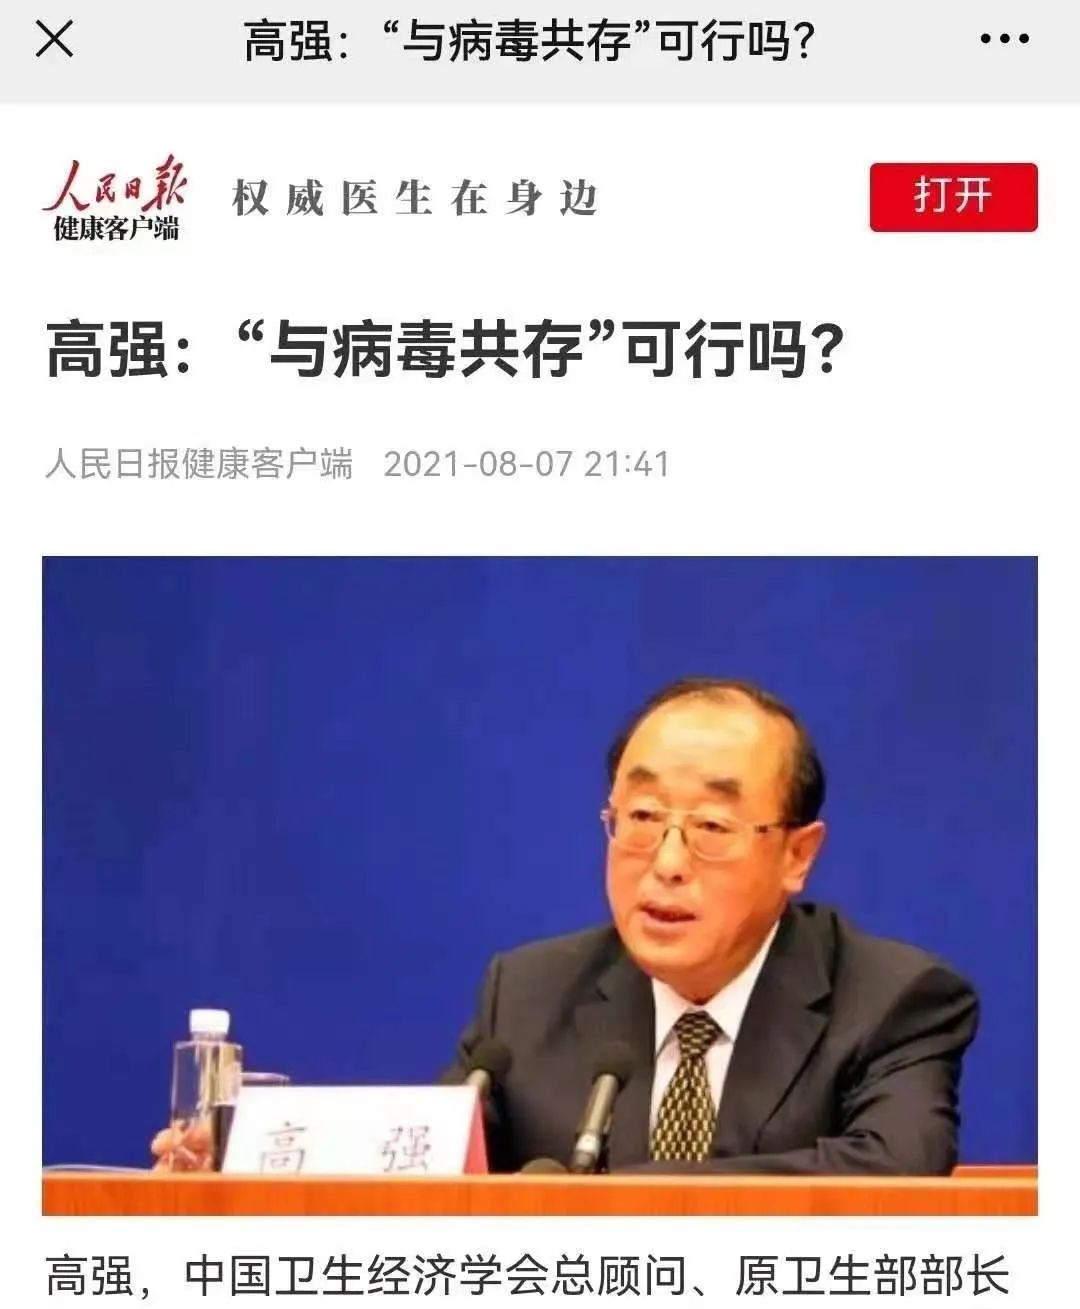 高强：“与病毒共存”可行吗？
人民日报
健康客户端
权威医生在身边
打开
高强：“与病毒共存”可行吗？
人民日报健康客户端 2021-08-07 21:41
高 强
高强，中国卫生经济学会总顾问、原卫生部部长